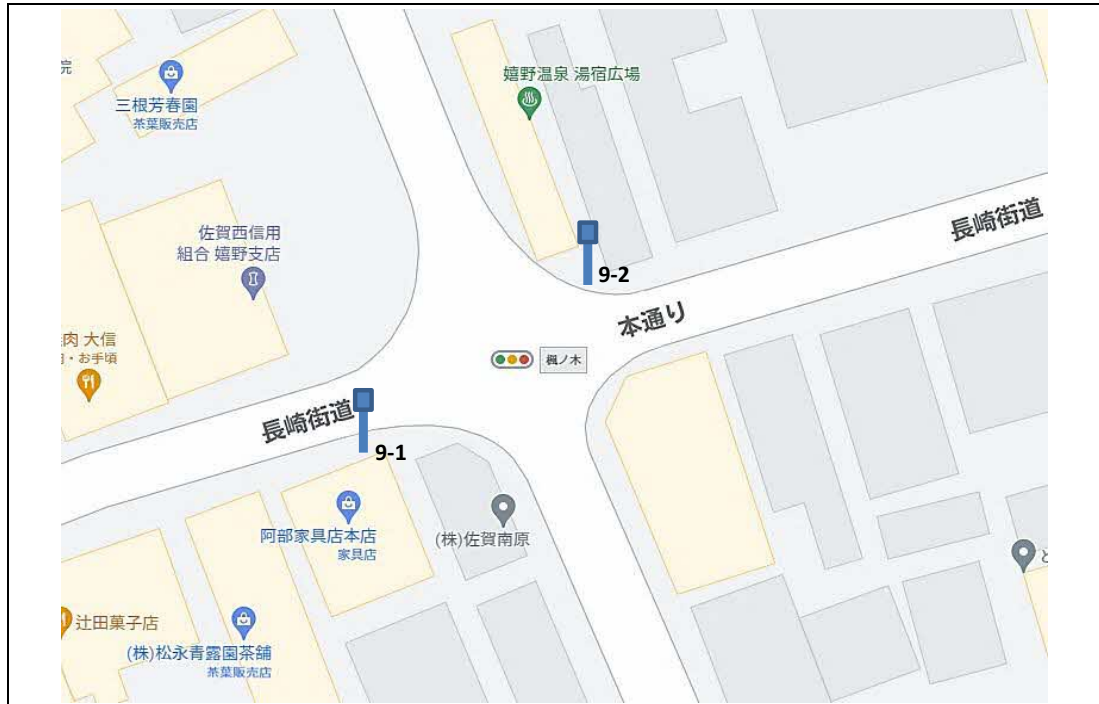 院
三根芳春園
茶葉販売店
嬉野温泉 湯宿広場
長崎街道
佐賀西信用
組合 嬉野支店
9-2
本通り
肉 大信
・お手頃
楓ノ木
長崎街道
9-1
阿部家具店本店
家具店
(株)佐賀南原
と
辻田菓子店
(株)松永青露園茶舗
茶葉販売店